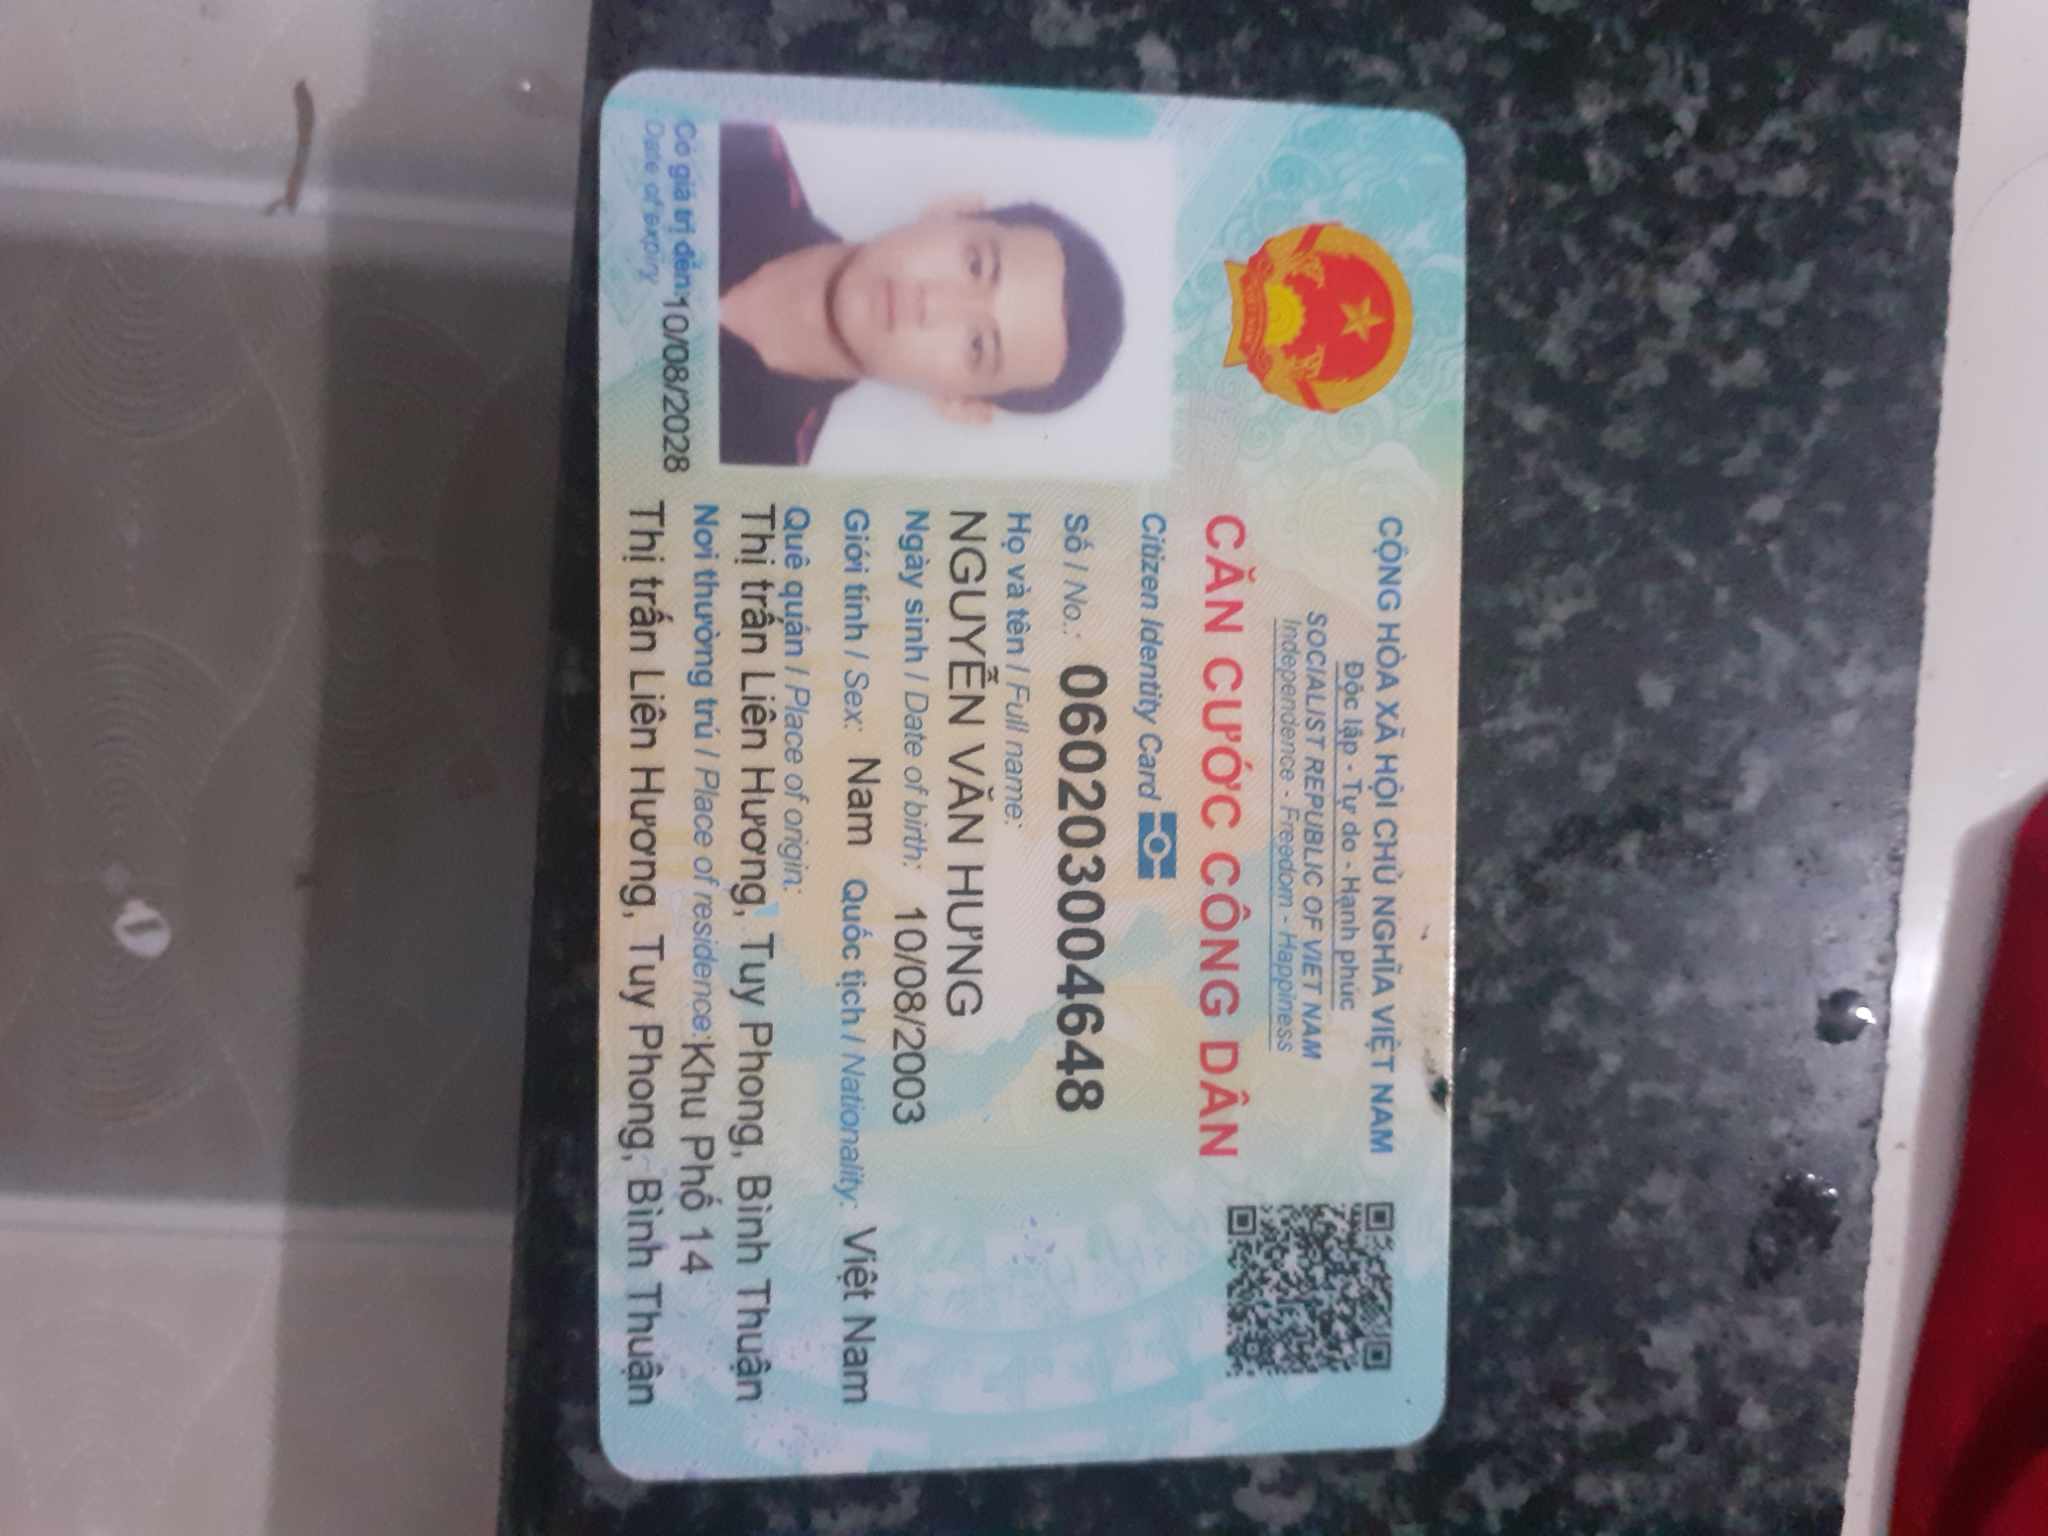 CỘNG HÒA XÃ HỘI CHỦ NGHĨA VIỆT NAM
Độc lập - Tự do - Hạnh phúc
SOCIALIST REPUBLIC OF VIET NAM
Independence - Freedom - Happiness
CĂN CƯỚC CÔNG DÂN
Citizen Identity Card
Số / No.: 060203004648
Họ và tên / Full name:
NGUYỄN VĂN HƯNG
Ngày sinh / Date of birth: 10/08/2003
Giới tính / Sex: Nam Quốc tịch / Nationality: Việt Nam
Quê quán / Place of origin:
Thị trấn Liên Hương, Tuy Phong, Bình Thuận
Nơi thường trú / Place of residence: Khu Phố 14
Thị trấn Liên Hương, Tuy Phong, Bình Thuận
Có giá trị đến: 10/08/2028
Date of expiry